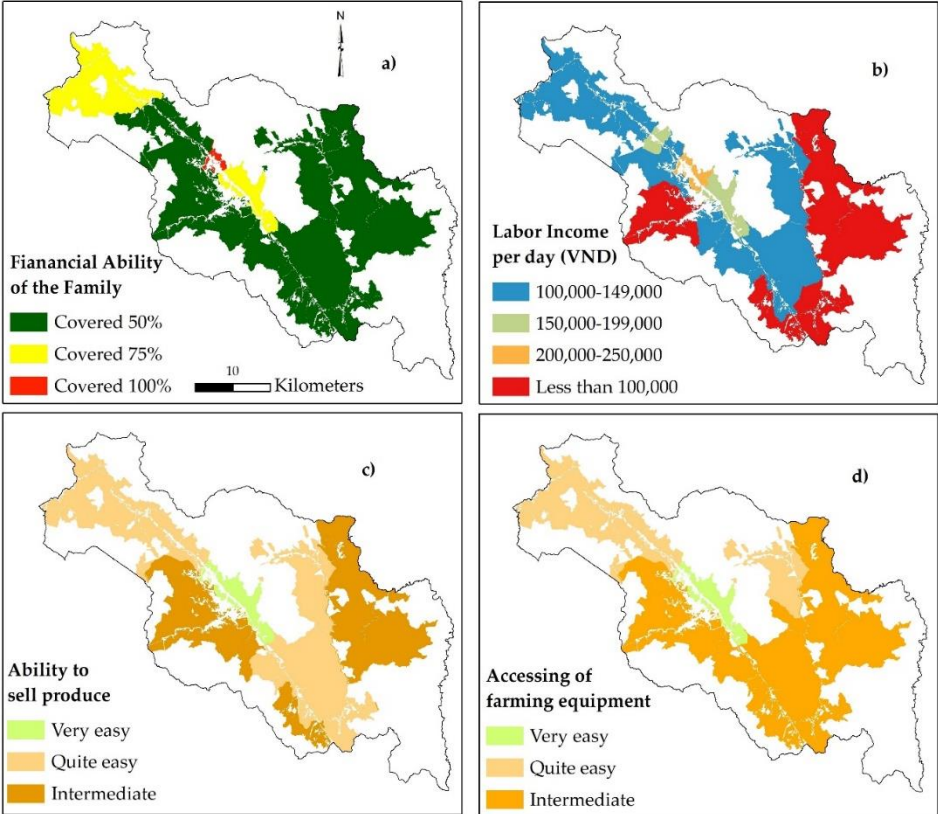 N
a)
Fianancial Ability
of the Family
Covered 50%
Covered 75%
Covered 100%
10
Kilometers
b)
Labor Income
per day (VND)
100,000-149,000
150,000-199,000
200,000-250,000
Less than 100,000
c)
Ability to
sell produce
Very easy
Quite easy
Intermediate
d)
Accessing of
farming equipment
Very easy
Quite easy
Intermediate